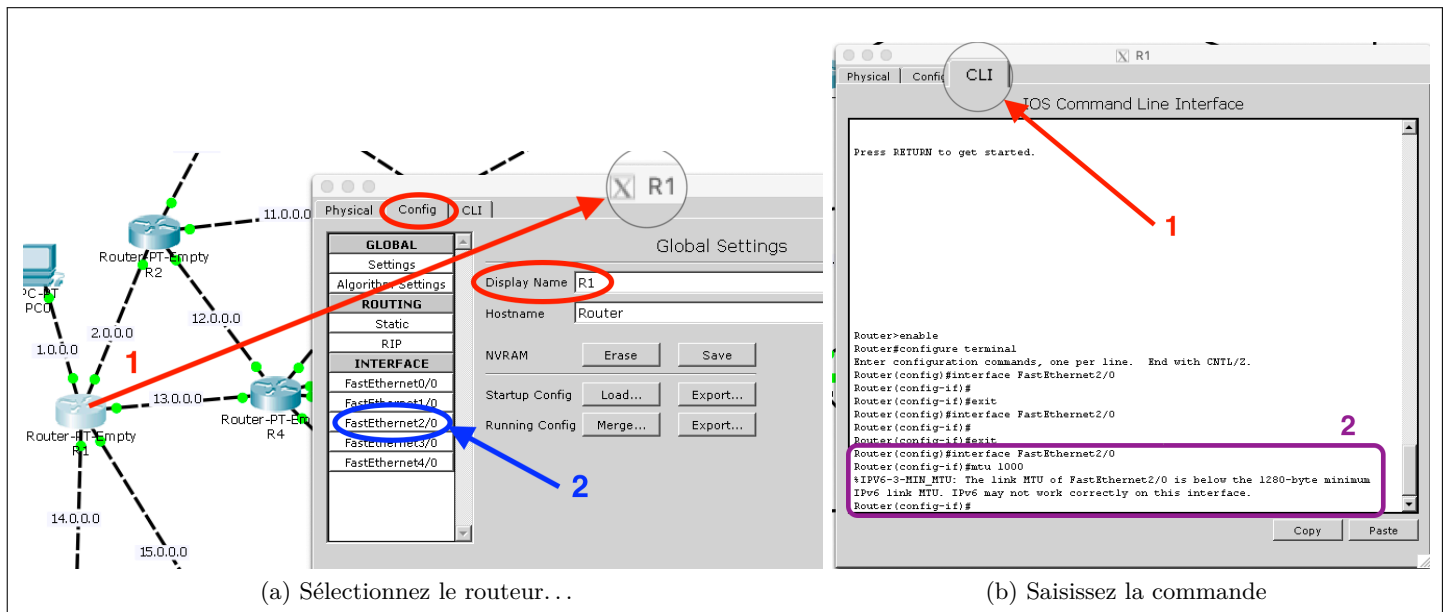 11.0.0.0
Router-PT-Empty
R2
PC-PT
PC0
12.0.0.0
2.0.0.0
1.0.0.0
1
13.0.0.0
Router-PT-Empty
R1
R4
14.0.0.0
15.0.0.0
X R1
Physical Config CLI
GLOBAL
Settings
Algorithm Settings
ROUTING
Static
RIP
INTERFACE
FastEthernet0/0
FastEthernet1/0
FastEthernet2/0
FastEthernet3/0
FastEthernet4/0
Global Settings
Display Name R1
Hostname Router
NVRAM Erase Save
Startup Config Load... Export...
Running Config Merge... Export...
2
(a) Sélectionnez le routeur...
X R1
Physical Config CLI
IOS Command Line Interface
Press RETURN to get started.
1
Router>enable
Router#configure terminal
Enter configuration commands, one per line. End with CNTL/Z.
Router(config)#interface FastEthernet2/0
Router(config-if)#
Router(config-if)#exit
Router(config)#interface FastEthernet2/0
Router(config-if)#
Router(config-if)#exit
2
Router(config)#interface FastEthernet2/0
Router(config-if)#mtu 1000
%IPV6-3-MIN_MTU: The link MTU of FastEthernet2/0 is below the 1280-byte minimum
IPv6 link MTU. IPv6 may not work correctly on this interface.
Router(config-if)#
Copy Paste
(b) Saisissez la commande